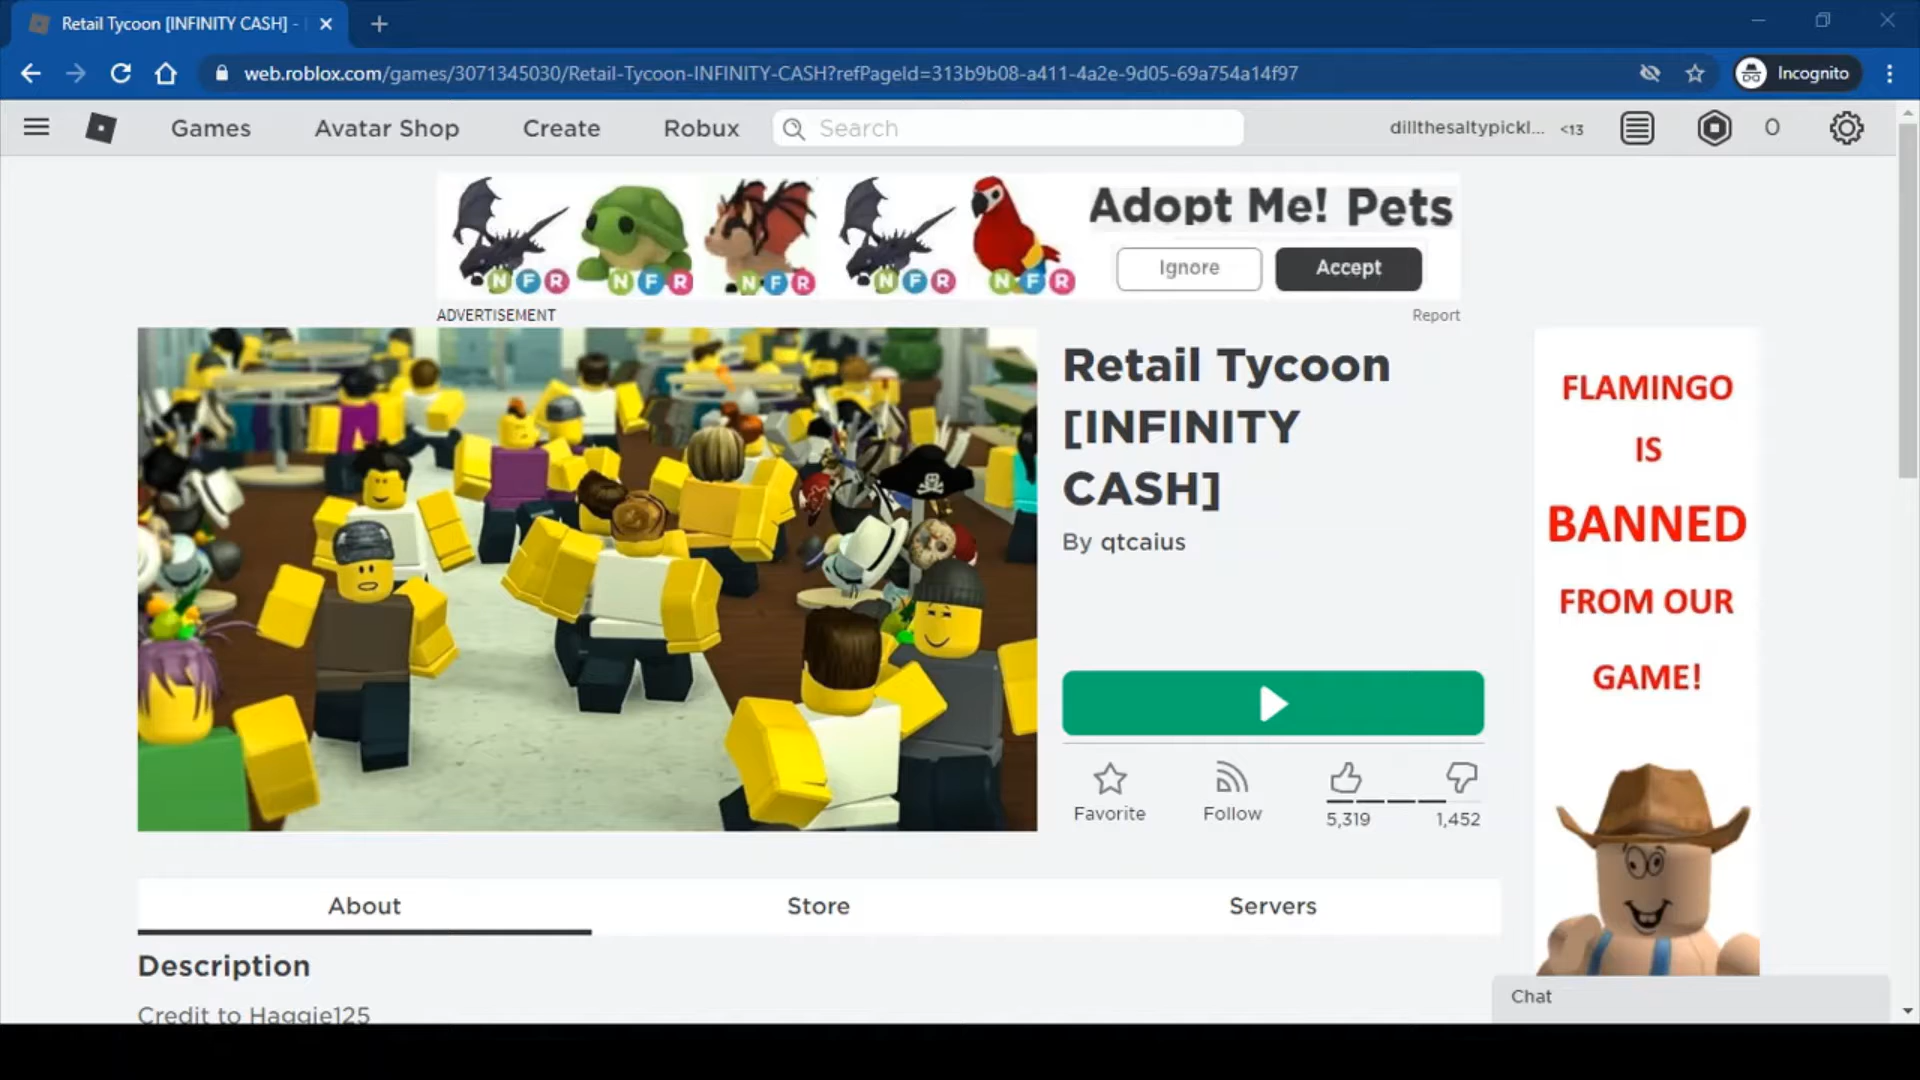 Retail Tycoon [INFINITY CASH] -
web.roblox.com/games/3071345030/Retail-Tycoon-INFINITY-CASH?refPageId=313b9b08-a411-4a2e-9d05-69a754a14f97
Incognito
Games
Avatar Shop
Create
Robux
Search
dillthesaltypickl... <13
0
Adopt Me! Pets
Ignore
Accept
N F R
N F R
N F R
N F R
N F R
ADVERTISEMENT
Report
Retail Tycoon
[INFINITY
CASH]
By qtcaius
Favorite
Follow
5,319
1,452
FLAMINGO
IS
BANNED
FROM OUR
GAME!
About
Store
Servers
Description
Credit to Haggie125
Chat